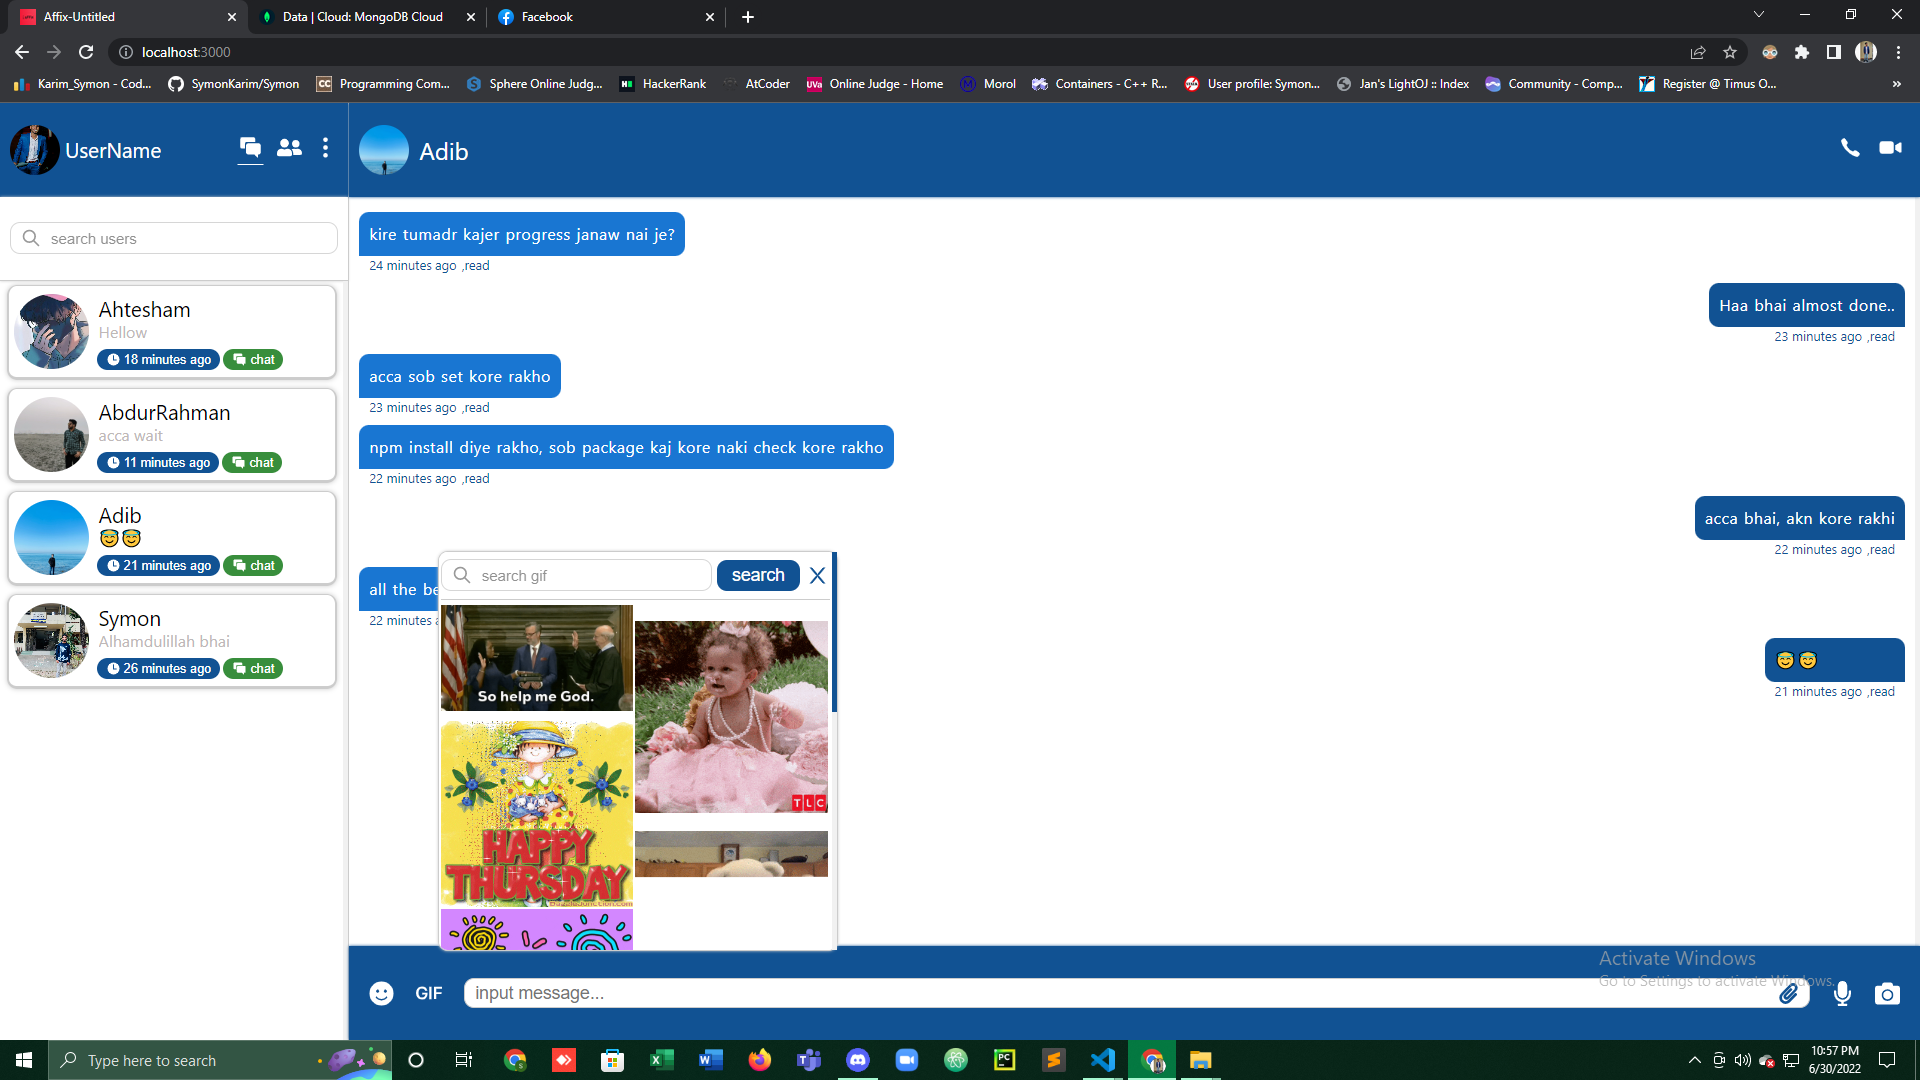 Affix-Untitled
Data | Cloud: MongoDB Cloud
Facebook
localhost:3000
Karim_Symon - Cod...
SymonKarim/Symon
CC
Programming Com...
Sphere Online Judg...
HackerRank
AtCoder
UVa
Online Judge - Home
Morol
Containers - C++ R...
User profile: Symon...
Jan's LightOJ :: Index
Community - Comp...
Register @ Timus O...
»
UserName
Adib
search users
Ahtesham
Hellow
18 minutes ago
chat
AbdurRahman
acca wait
11 minutes ago
chat
Adib
😇😇
21 minutes ago
chat
Symon
Alhamdulillah bhai
26 minutes ago
chat
kire tumadr kajer progress janaw nai je?
24 minutes ago ,read
Haa bhai almost done..
23 minutes ago ,read
acca sob set kore rakho
23 minutes ago ,read
npm install diye rakho, sob package kaj kore naki check kore rakho
22 minutes ago ,read
acca bhai, akn kore rakhi
22 minutes ago ,read
all the be
22 minutes a
😇😇
21 minutes ago ,read
search gif
search
X
So help me God.
TLC
HAPPY
THURSDAY
Activate Windows
Go to Settings to activate Windows.
GIF
input message...
Type here to search
10:57 PM
6/30/2022